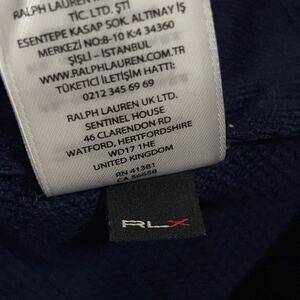 RALPH LAUREN
TİC. LTD. ŞTİ
ESENTEPE KASAP SOK. ALTINAY İŞ
MERKEZİ NO:8-10 K:4 34360
ŞİŞLİ - İSTANBUL
WWW.RALPHLAUREN.COM
TÜKETİCİ İLETİŞİM HATTI:
0212 345 69 69
RALPH LAUREN UK LTD.
SENTINEL HOUSE
46 CLARENDON RD
WATFORD, HERTFORDSHIRE
WD17 1HE
UNITED KINGDOM
RN 41381
CA 56658
RLX